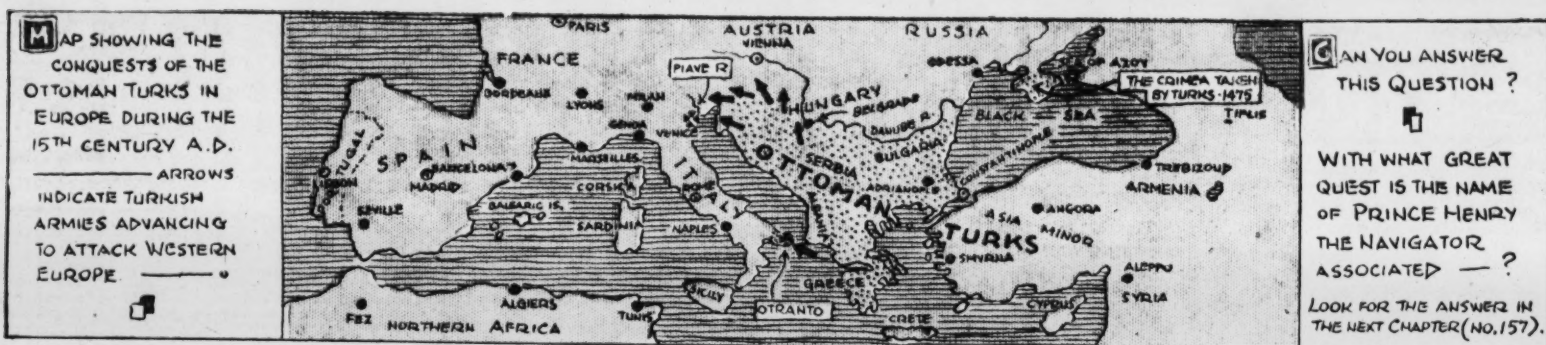 MAP SHOWING THE
CONQUESTS OF THE
OTTOMAN TURKS IN
EUROPE DURING THE
15TH CENTURY A.D.
ARROWS
INDICATE TURKISH
ARMIES ADVANCING
TO ATTACK WESTERN
EUROPE.
PARIS
FRANCE
BORDEAUX
LYONS
MILAN
GENOA
VENICE
PIAVE R.
AUSTRIA
VIENNA
HUNGARY
BELGRADE
DANUBE R.
RUSSIA
ODESSA
SEA OF AZOV
THE CRIMEA TAKEN
BY TURKS-1475
TIFLIS
BLACK SEA
PORTUGAL
SPAIN
LISBON
MADRID
BARCELONA
SEVILLE
BALEARIC IS.
MARSEILLES
CORSICA
SARDINIA
ITALY
ROME
NAPLES
SICILY
OTRANTO
SERBIA
BULGARIA
ADRIANOPLE
CONSTANTINOPLE
OTTOMAN
TURKS
ALBANIA
GREECE
CRETE
ASIA
MINOR
ANGORA
SMYRNA
TREBIZOND
ARMENIA
ALEPPO
SYRIA
CYPRUS
FEZ
NORTHERN AFRICA
ALGIERS
TUNIS
CAN YOU ANSWER
THIS QUESTION?
WITH WHAT GREAT
QUEST IS THE NAME
OF PRINCE HENRY
THE NAVIGATOR
ASSOCIATED — ?
LOOK FOR THE ANSWER IN
THE NEXT CHAPTER (NO. 157).